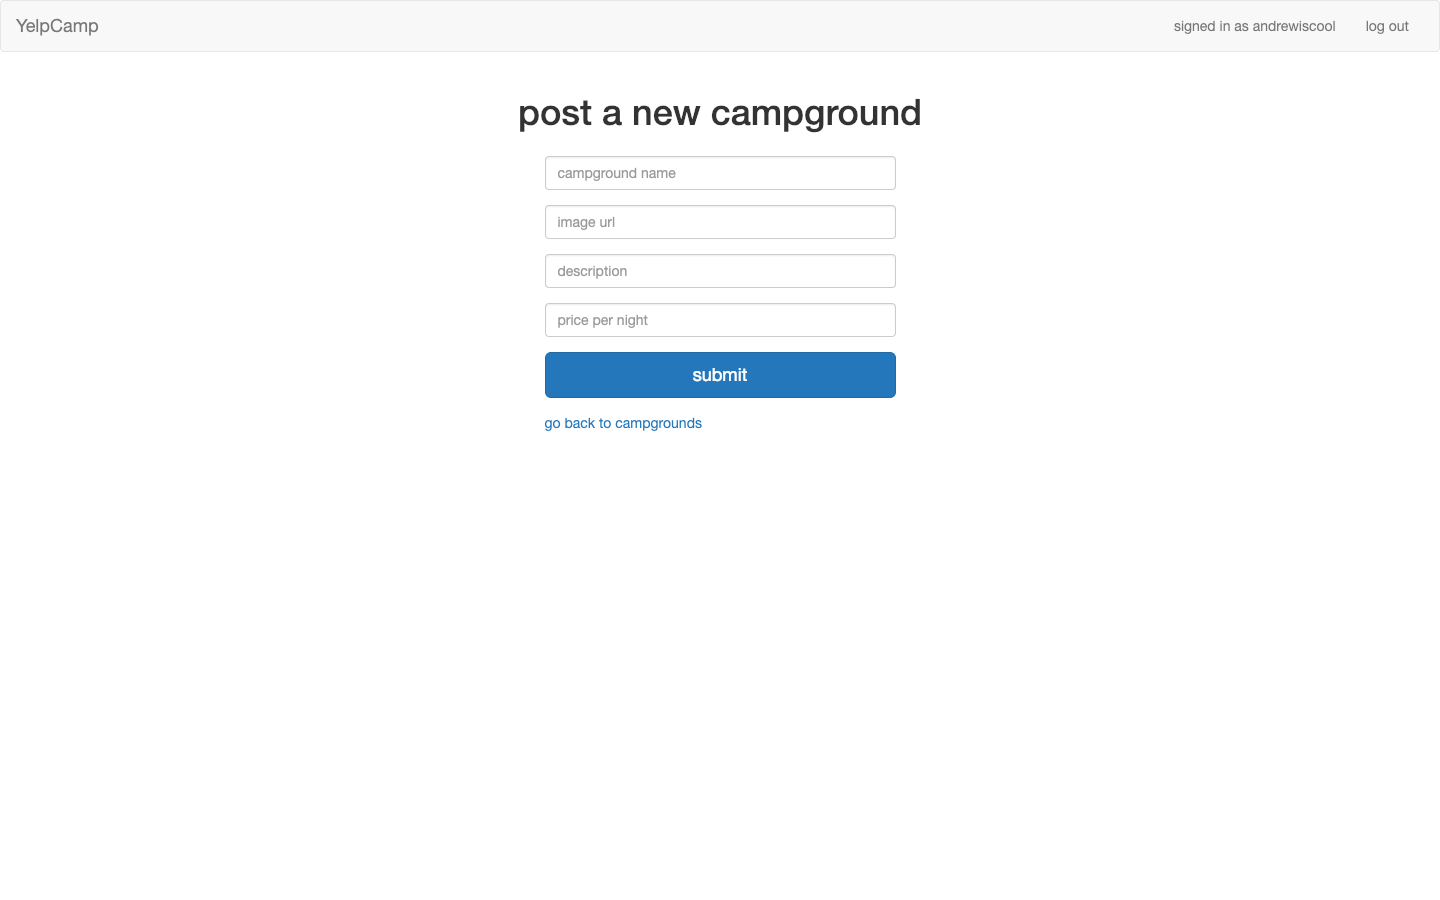 YelpCamp
signed in as andrewiscool
log out
post a new campground
campground name
image url
description
price per night
submit
go back to campgrounds